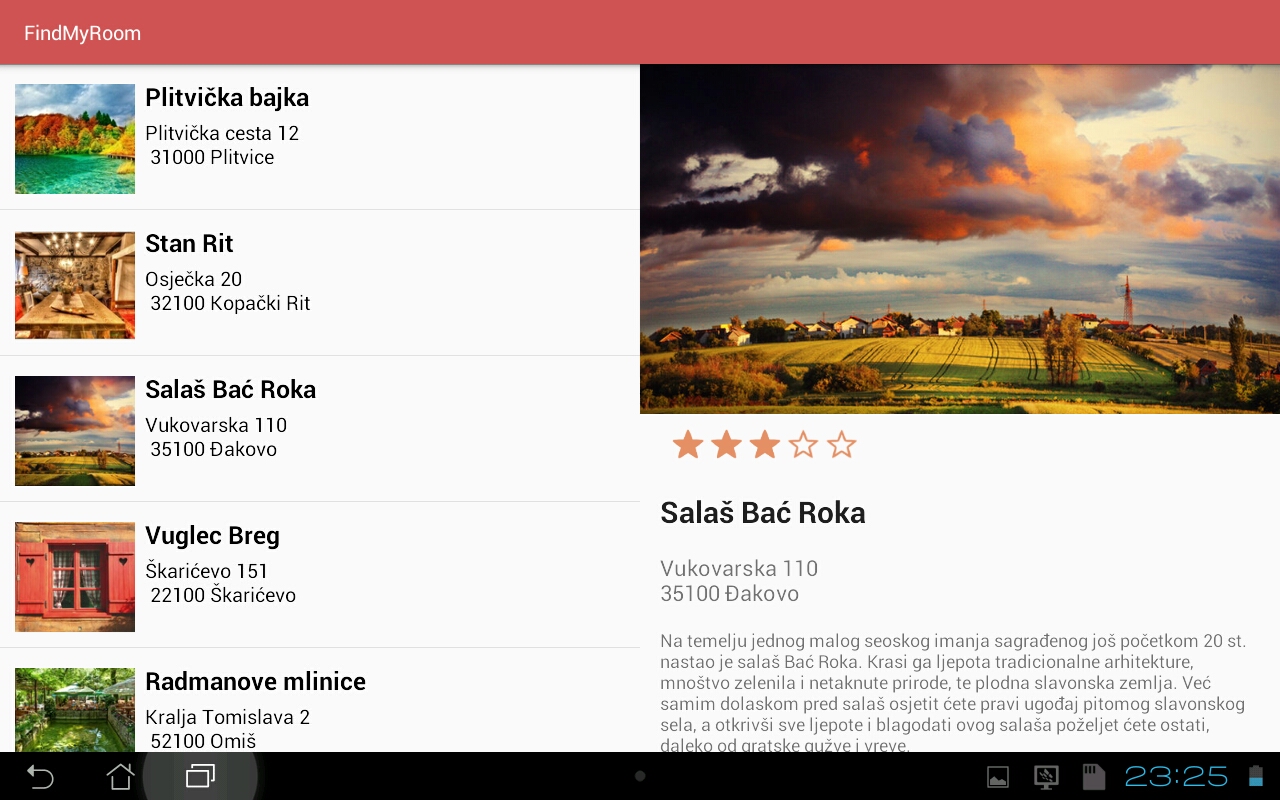 FindMyRoom
Plitvička bajka
Plitvička cesta 12
31000 Plitvice
Stan Rit
Osječka 20
32100 Kopački Rit
Salaš Bać Roka
Vukovarska 110
35100 Đakovo
Vuglec Breg
Škarićevo 151
22100 Škarićevo
Radmanove mlinice
Kralja Tomislava 2
52100 Omiš
Salaš Bać Roka
Vukovarska 110
35100 Đakovo
Na temelju jednog malog seoskog imanja sagrađenog još početkom 20 st.
nastao je salaš Bać Roka. Krasi ga ljepota tradicionalne arhitekture,
mnoštvo zelenila i netaknute prirode, te plodna slavonska zemlja. Već
samim dolaskom pred salaš osjetit ćete pravi ugođaj pitomog slavonskog
sela, a otkrivši sve ljepote i blagodati ovog salaša poželjet ćete ostati,
daleko od gratske gužve i vreve.
23:25